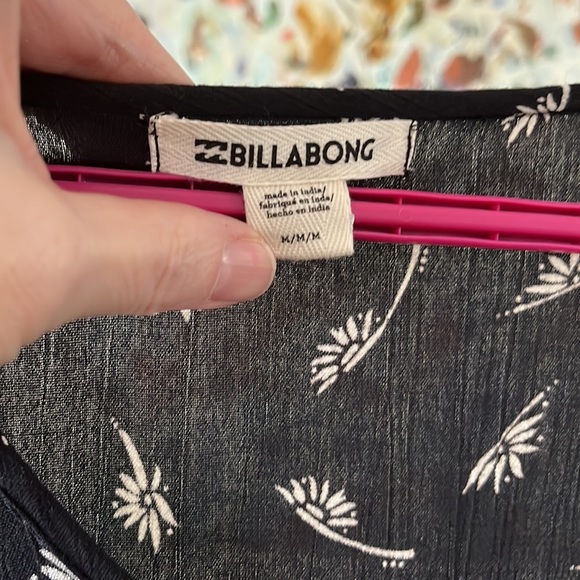 BILLABONG
made in india/
fabriqué en inde/
hecho en india
M/M/M